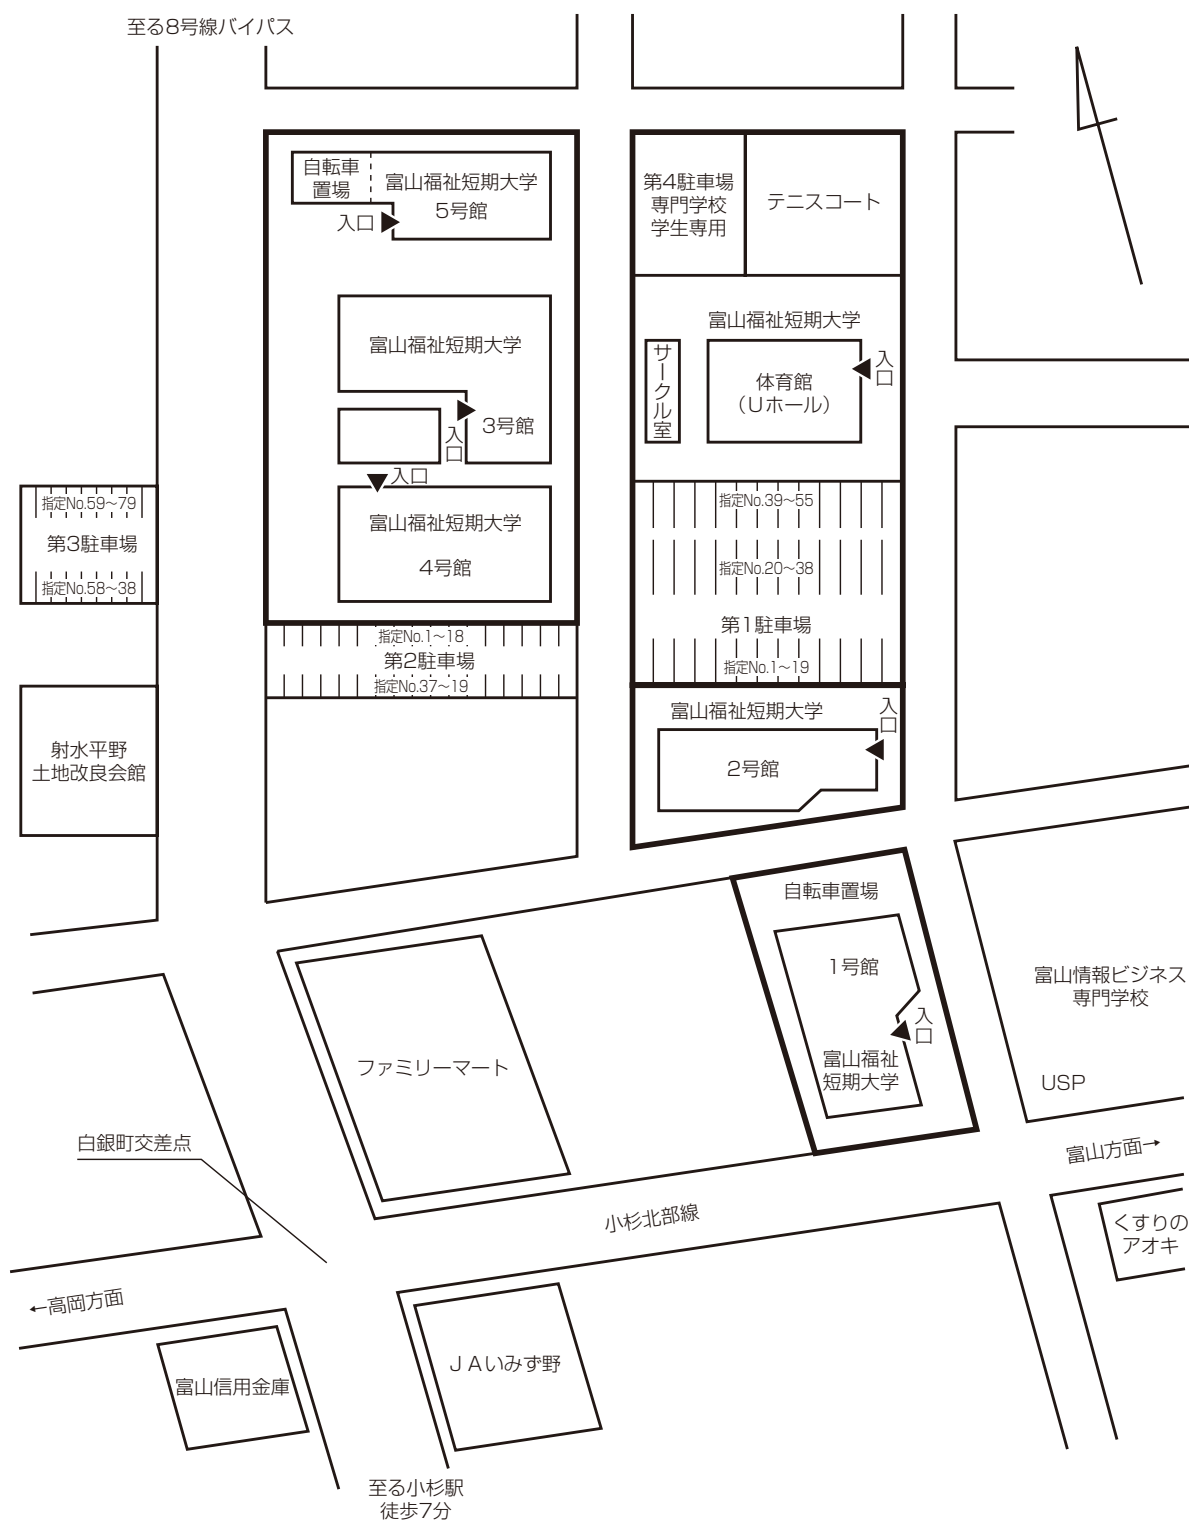 至る8号線バイパス
自転車
置場
富山福祉短期大学
5号館
入口
第4駐車場
専門学校
学生専用
テニスコート
富山福祉短期大学
3号館
入口
富山福祉短期大学
サークル室
体育館
（Uホール）
入口
入口
富山福祉短期大学
4号館
指定No.59〜79
第3駐車場
指定No.58〜38
指定No.39〜55
指定No.20〜38
第1駐車場
指定No.1〜19
指定No.1〜18
第2駐車場
指定No.37〜19
射水平野
土地改良会館
富山福祉短期大学
2号館
入口
自転車置場
1号館
入口
富山福祉
短期大学
富山情報ビジネス
専門学校
USP
ファミリーマート
白銀町交差点
富山方面→
小杉北部線
くすりの
アオキ
←高岡方面
富山信用金庫
JAいみず野
至る小杉駅
徒歩7分